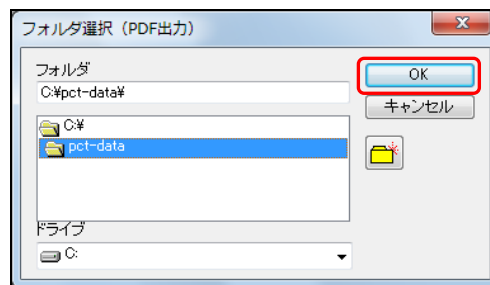 フォルダ選択（PDF出力）
フォルダ
C:¥pct-data¥
OK
キャンセル
C:¥
pct-data
ドライブ
C: